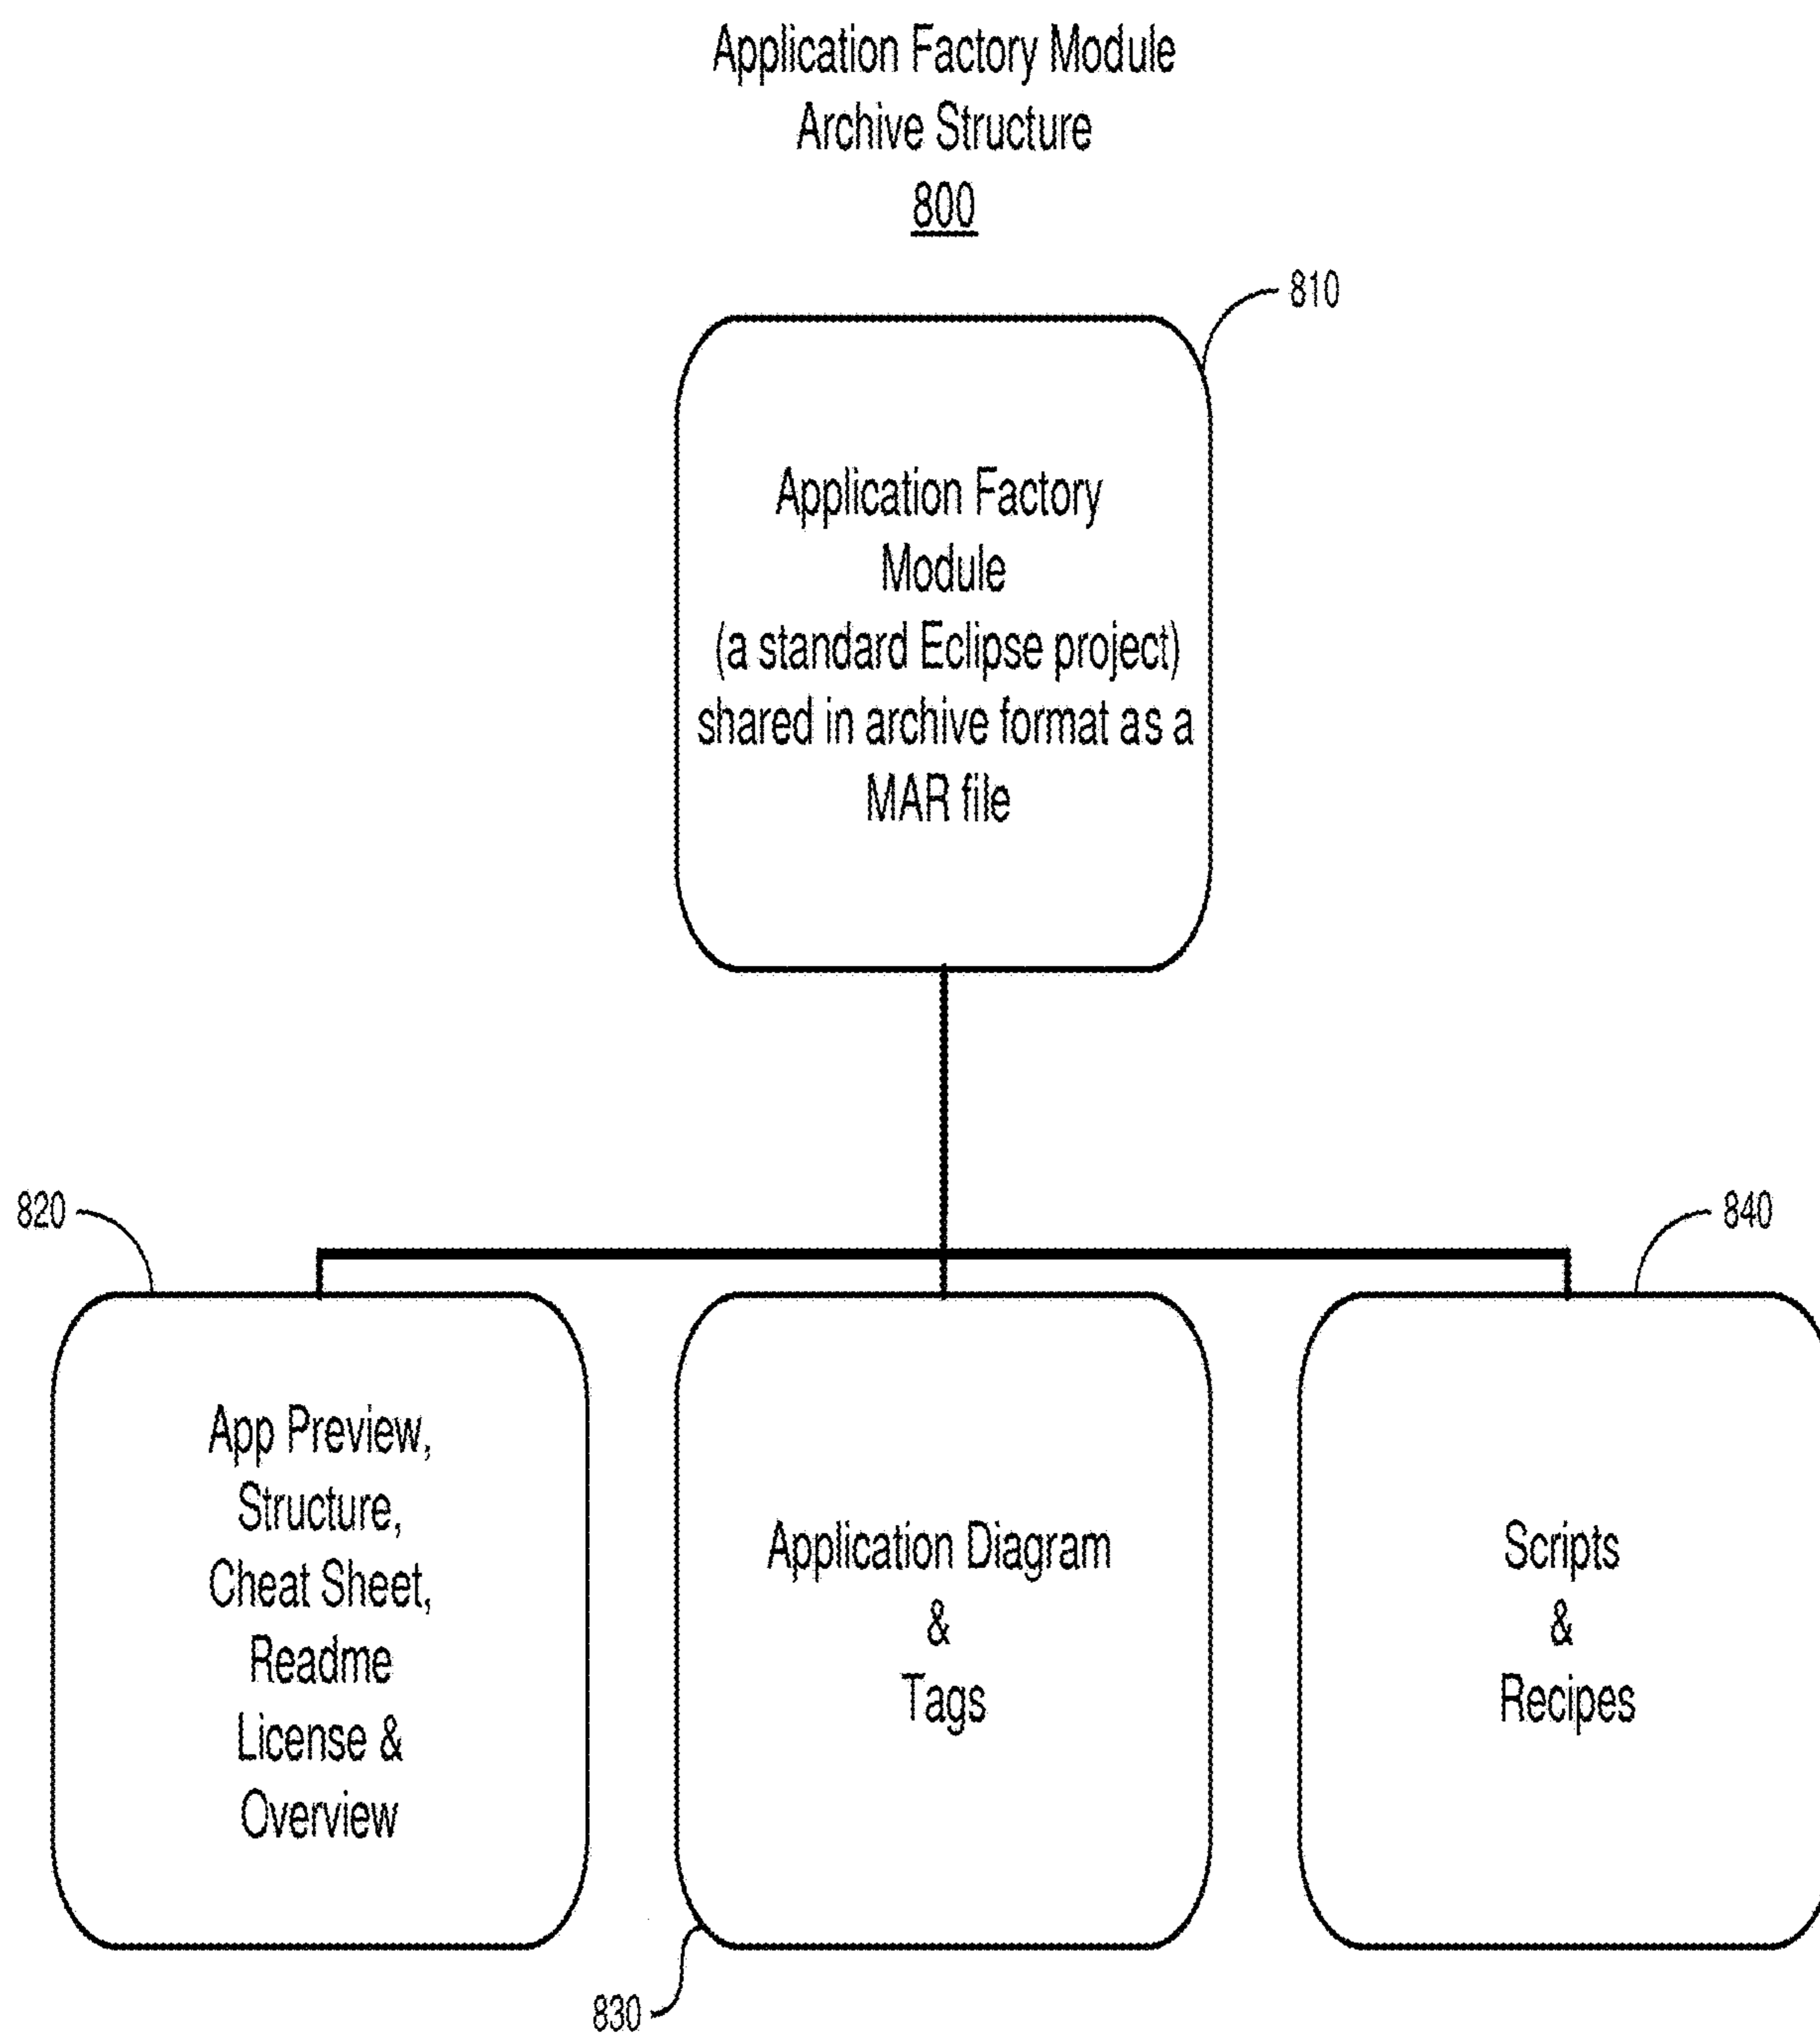 Application Factory Module
Archive Structure
800
810
Application Factory
Module
(a standard Eclipse project)
shared in archive format as a
MAR file
820
840
App Preview,
Structure,
Cheat Sheet,
Readme
License &
Overview
Application Diagram
&
Tags
Scripts
&
Recipes
830